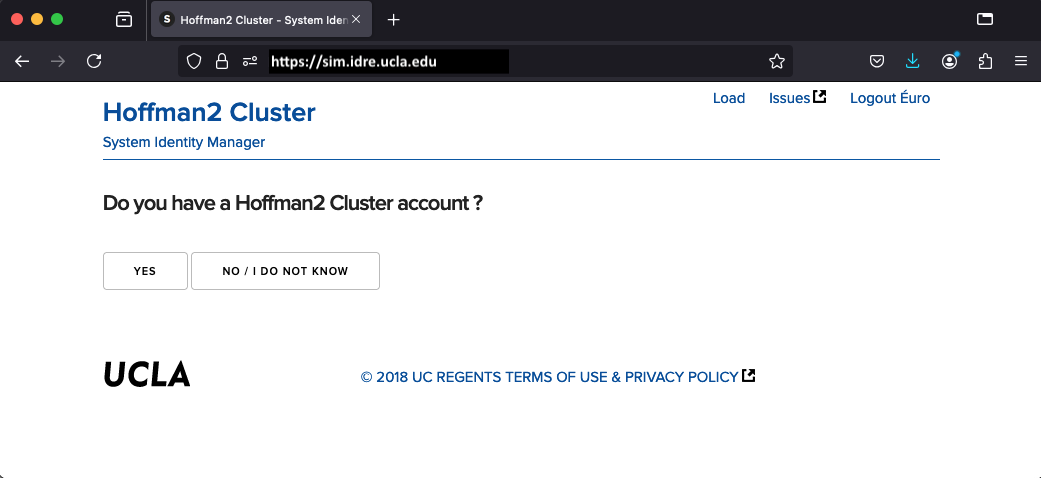 S Hoffman2 Cluster - System Iden
https://sim.idre.ucla.edu
Load Issues Logout Éuro
Hoffman2 Cluster
System Identity Manager
Do you have a Hoffman2 Cluster account ?
YES NO / I DO NOT KNOW
UCLA © 2018 UC REGENTS TERMS OF USE & PRIVACY POLICY